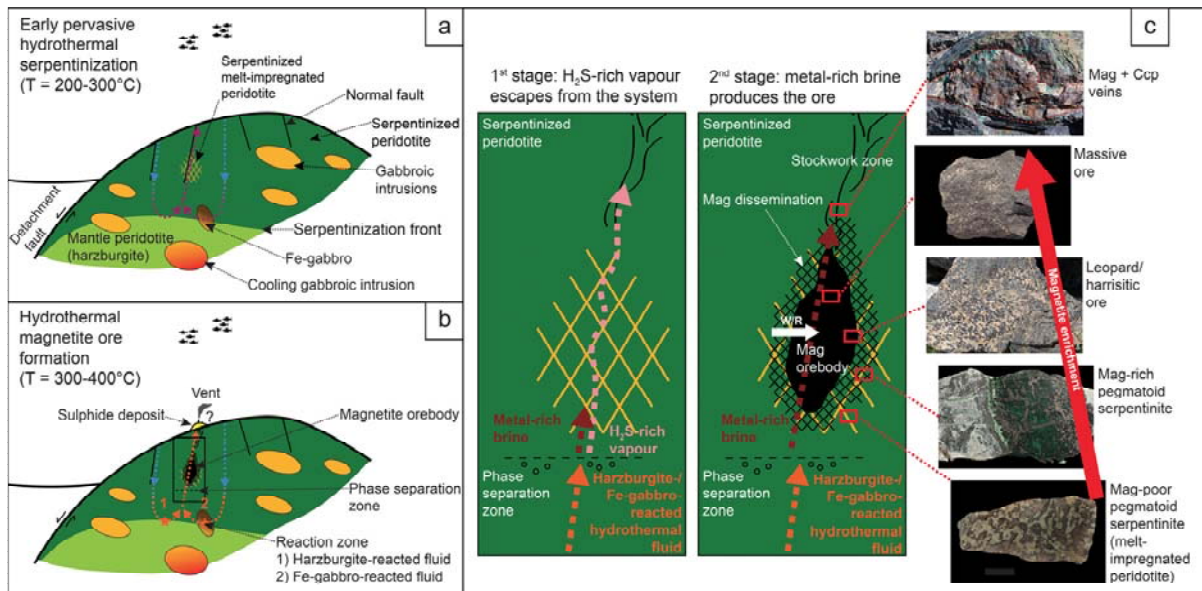 Early pervasive
hydrothermal
serpentinization
(T = 200-300°C)
a
Serpentinized
melt-impregnated
peridotite
Normal fault
Serpentinized
peridotite
Gabbroic
intrusions
Detachment
fault
Mantle peridotite
(harzburgite)
Serpentinization front
Fe-gabbro
Cooling gabbroic intrusion
Hydrothermal
magnetite ore
formation
(T = 300-400°C)
b
Vent
Sulphide deposit
?
Magnetite orebody
Phase separation
zone
1
2
Reaction zone
1) Harzburgite-reacted fluid
2) Fe-gabbro-reacted fluid
c
1st stage: H2S-rich vapour
escapes from the system
Serpentinized
peridotite
Metal-rich
brine
H2S-rich
vapour
Phase
separation
zone
Harzburgite-/
Fe-gabbro-
reacted
hydrothermal
fluid
2nd stage: metal-rich brine
produces the ore
Serpentinized
peridotite
Stockwork zone
Mag dissemination
W/R
Mag
orebody
Metal-rich
brine
Phase
separation
zone
Harzburgite-/
Fe-gabbro-
reacted
hydrothermal
fluid
Mag + Ccp
veins
Massive
ore
Leopard/
harrisitic
ore
Magnetite enrichment
Mag-rich
pegmatoid
serpentinite
Mag-poor
pegmatoid
serpentinite
(melt-
impregnated
peridotite)